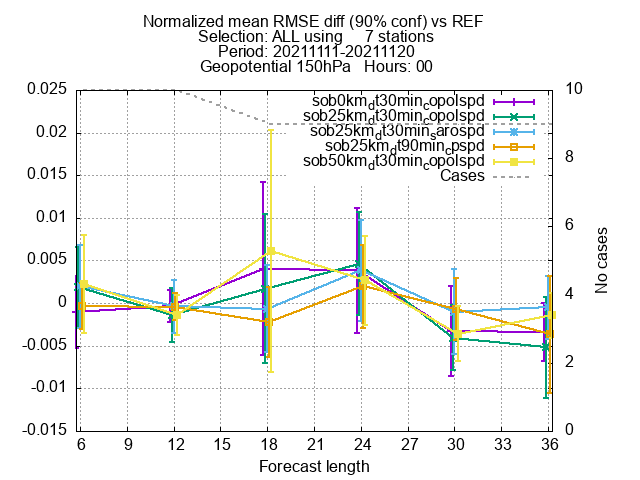 Normalized mean RMSE diff (90% conf) vs REF
Selection: ALL using     7 stations
Period: 20211111-20211120
Geopotential 150hPa   Hours: 00
0.025
0.02
0.015
0.01
0.005
0
-0.005
-0.01
-0.015
10
8
6
4
2
0
No cases
sob0km_dt30min_copolspd
sob25km_dt30min_copolspd
sob25km_dt30min_sarospd
sob25km_dt90min_cpspd
sob50km_dt30min_copolspd
Cases
6 9 12 15 18 21 24 27 30 33 36
Forecast length